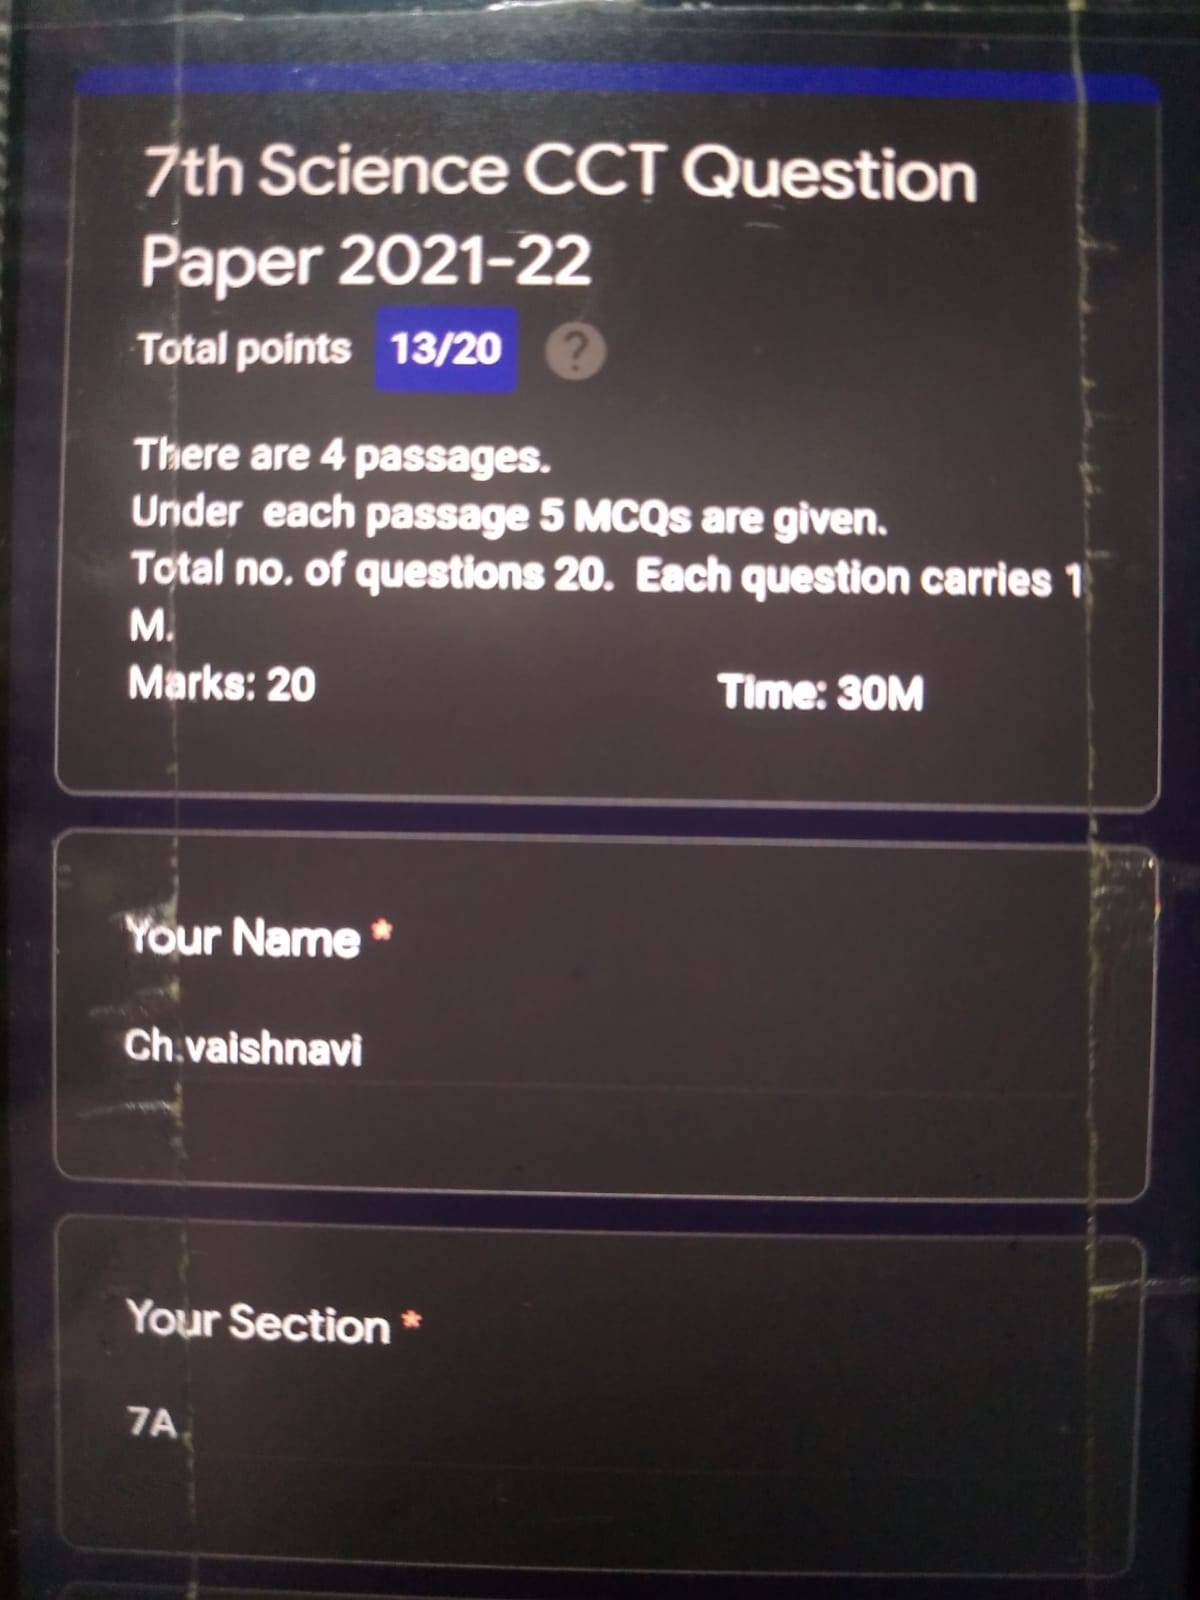 7th Science CCT Question
Paper 2021-22
Total points 13/20 ?
There are 4 passages.
Under each passage 5 MCQs are given.
Total no. of questions 20. Each question carries 1
M.
Marks: 20 Time: 30M
Your Name *
Ch.vaishnavi
Your Section *
7A